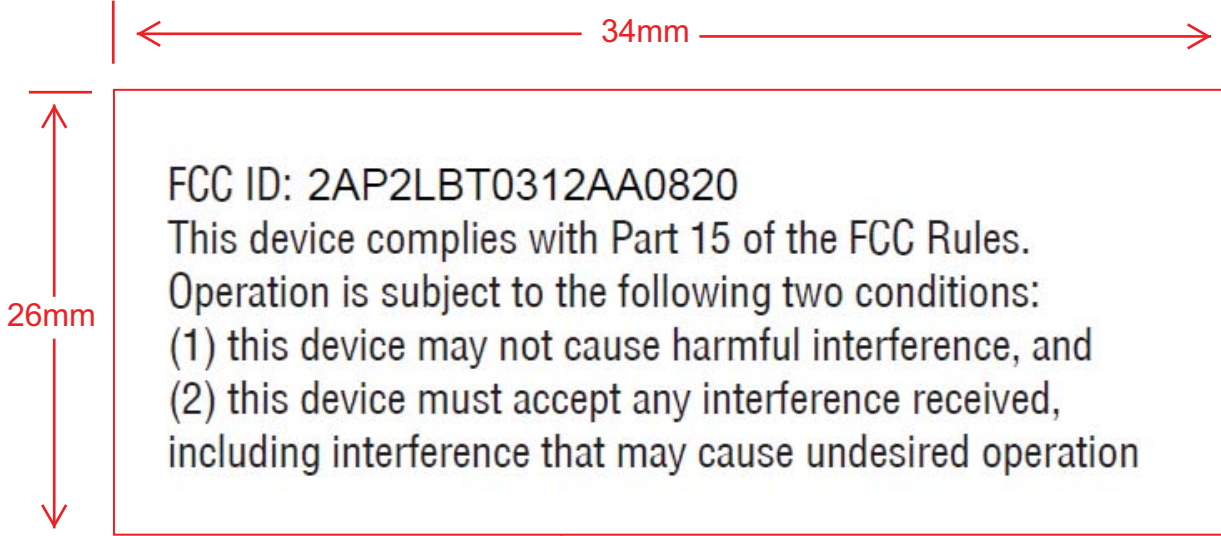 34mm
FCC ID: 2AP2LBT0312AA0820
This device complies with Part 15 of the FCC Rules.
Operation is subject to the following two conditions:
26mm
(1) this device may not cause harmful interference, and
(2) this device must accept any interference received,
including interference that may cause undesired operation